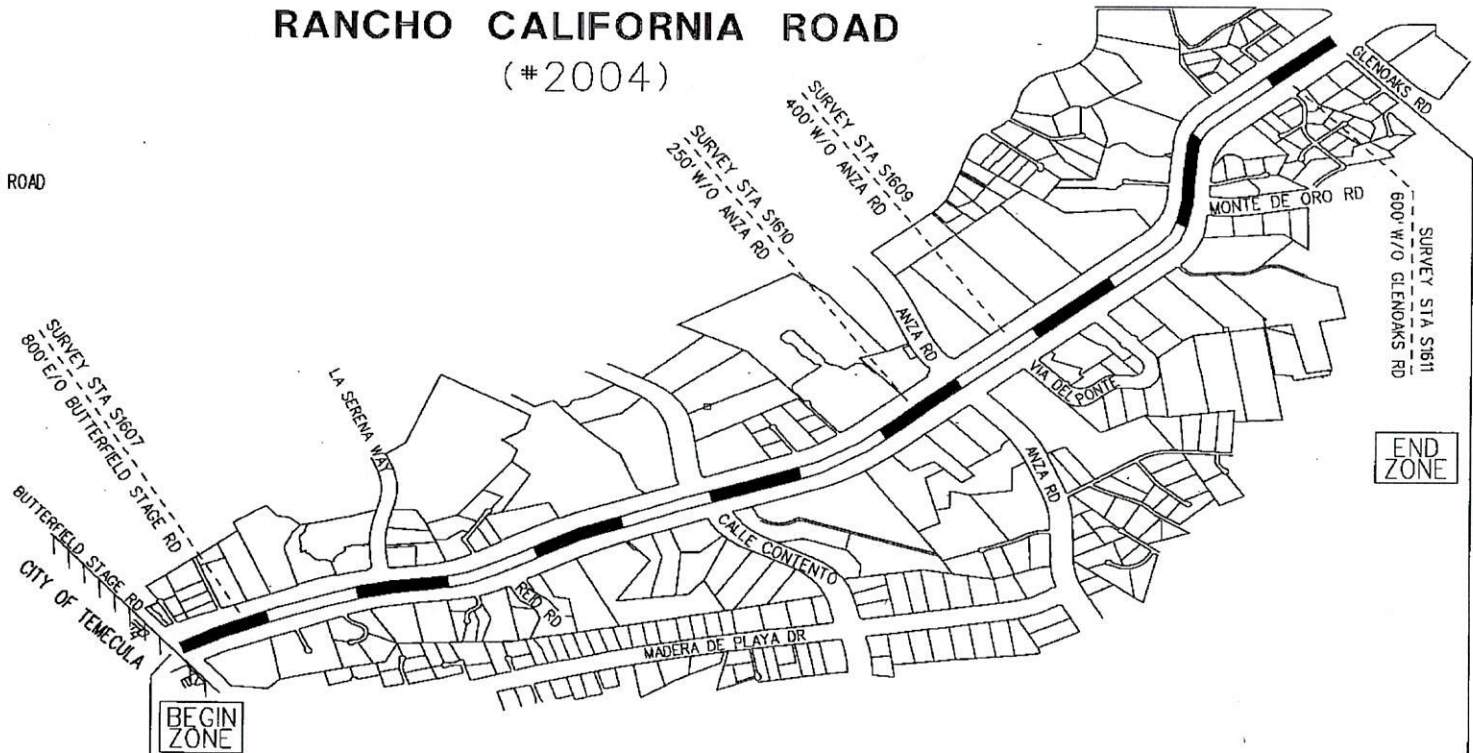 RANCHO CALIFORNIA ROAD
(#2004)
ROAD
SURVEY STA S1609
400' W/O ANZA RD
SURVEY STA S1610
250' W/O ANZA RD
GLENOAKS RD
MONTE DE ORO RD
SURVEY STA S1611
600' W/O GLENOAKS RD
ANZA RD
VIA DEL PONTE
SURVEY STA S1607
800' E/O BUTTERFIELD STAGE RD
LA SERENA WAY
ANZA RD
END
ZONE
BUTTERFIELD STAGE RD
CITY OF TEMECULA
CALLE CONTENTO
REID RD
MADERA DE PLAYA DR
BEGIN
ZONE